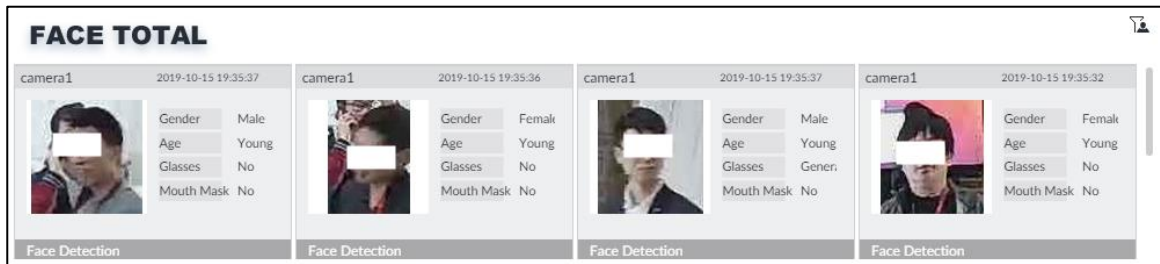 FACE TOTAL
camera1 2019-10-15 19:35:37
Gender Male
Age Young
Glasses No
Mouth Mask No
Face Detection
camera1 2019-10-15 19:35:36
Gender Femal
Age Young
Glasses No
Mouth Mask No
Face Detection
camera1 2019-10-15 19:35:37
Gender Male
Age Young
Glasses Gener
Mouth Mask No
Face Detection
camera1 2019-10-15 19:35:32
Gender Femal
Age Young
Glasses No
Mouth Mask No
Face Detection